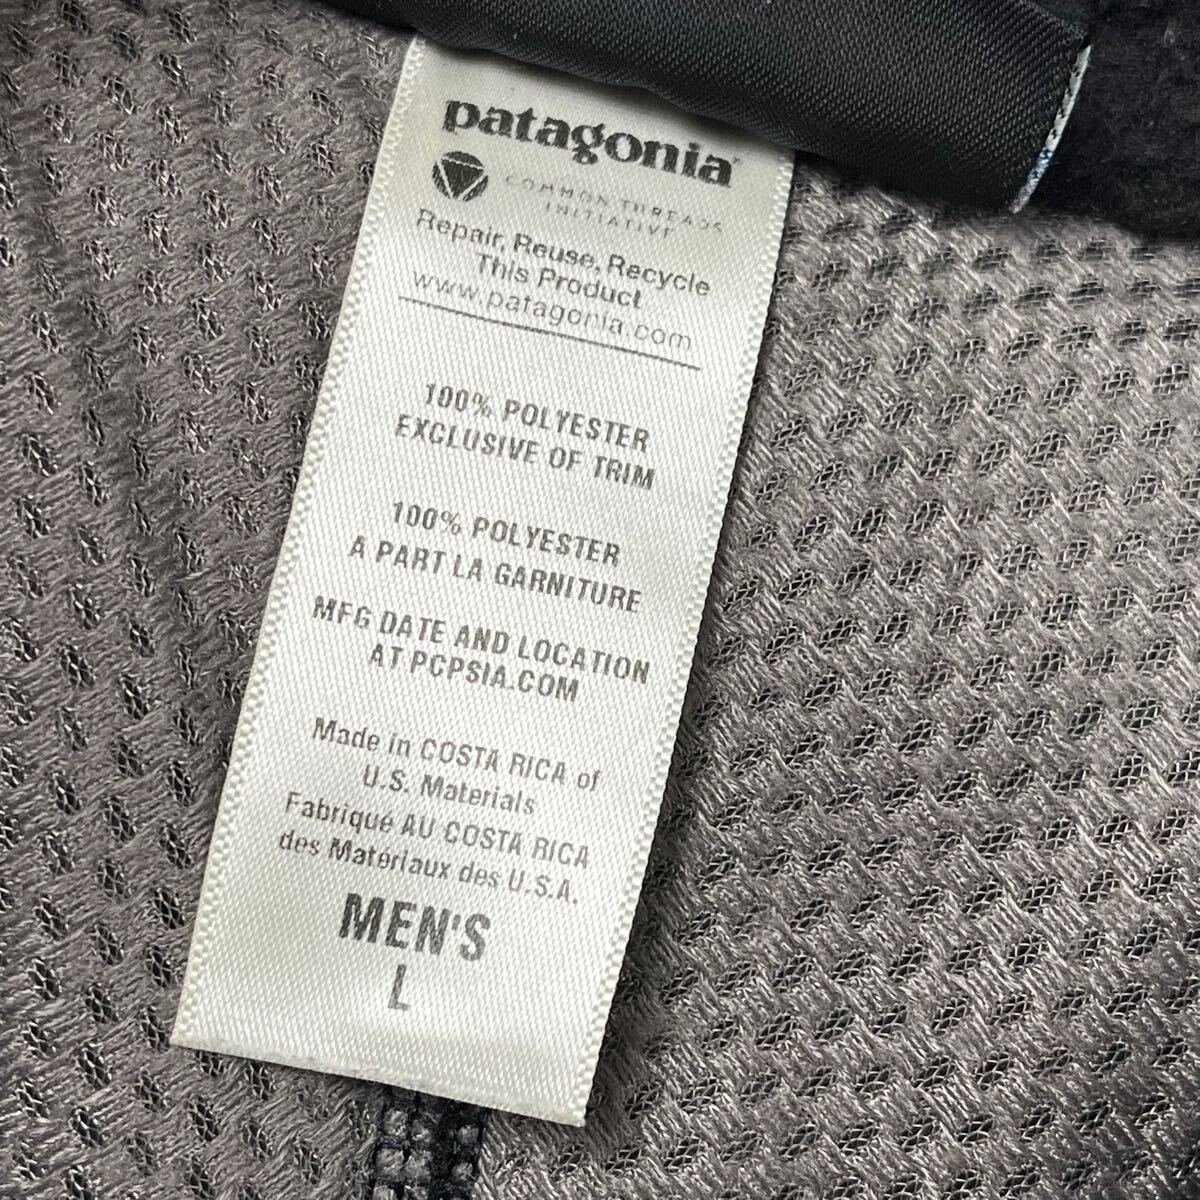 patagonia
COMMON THREADS
INITIATIVE
Repair, Reuse, Recycle
This Product
www.patagonia.com
100% POLYESTER
EXCLUSIVE OF TRIM
100% POLYESTER
A PART LA GARNITURE
MFG DATE AND LOCATION
AT PCPSIA.COM
Made in COSTA RICA of
U.S. Materials
Fabriqué AU COSTA RICA
des Materiaux des U.S.A.
MEN'S
L